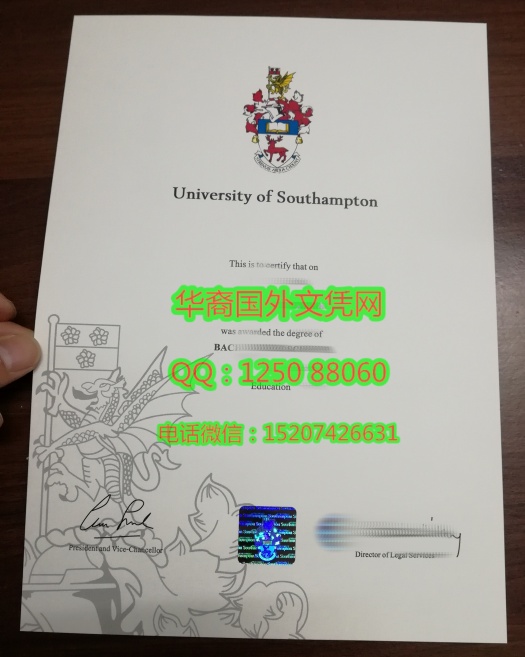 University of Southampton
This is to certify that on
华裔国外文凭网
was awarded the degree of
BAC
QQ：1250 88060
Education
电话微信：15207426631
President and Vice-Chancellor
Director of Legal Services